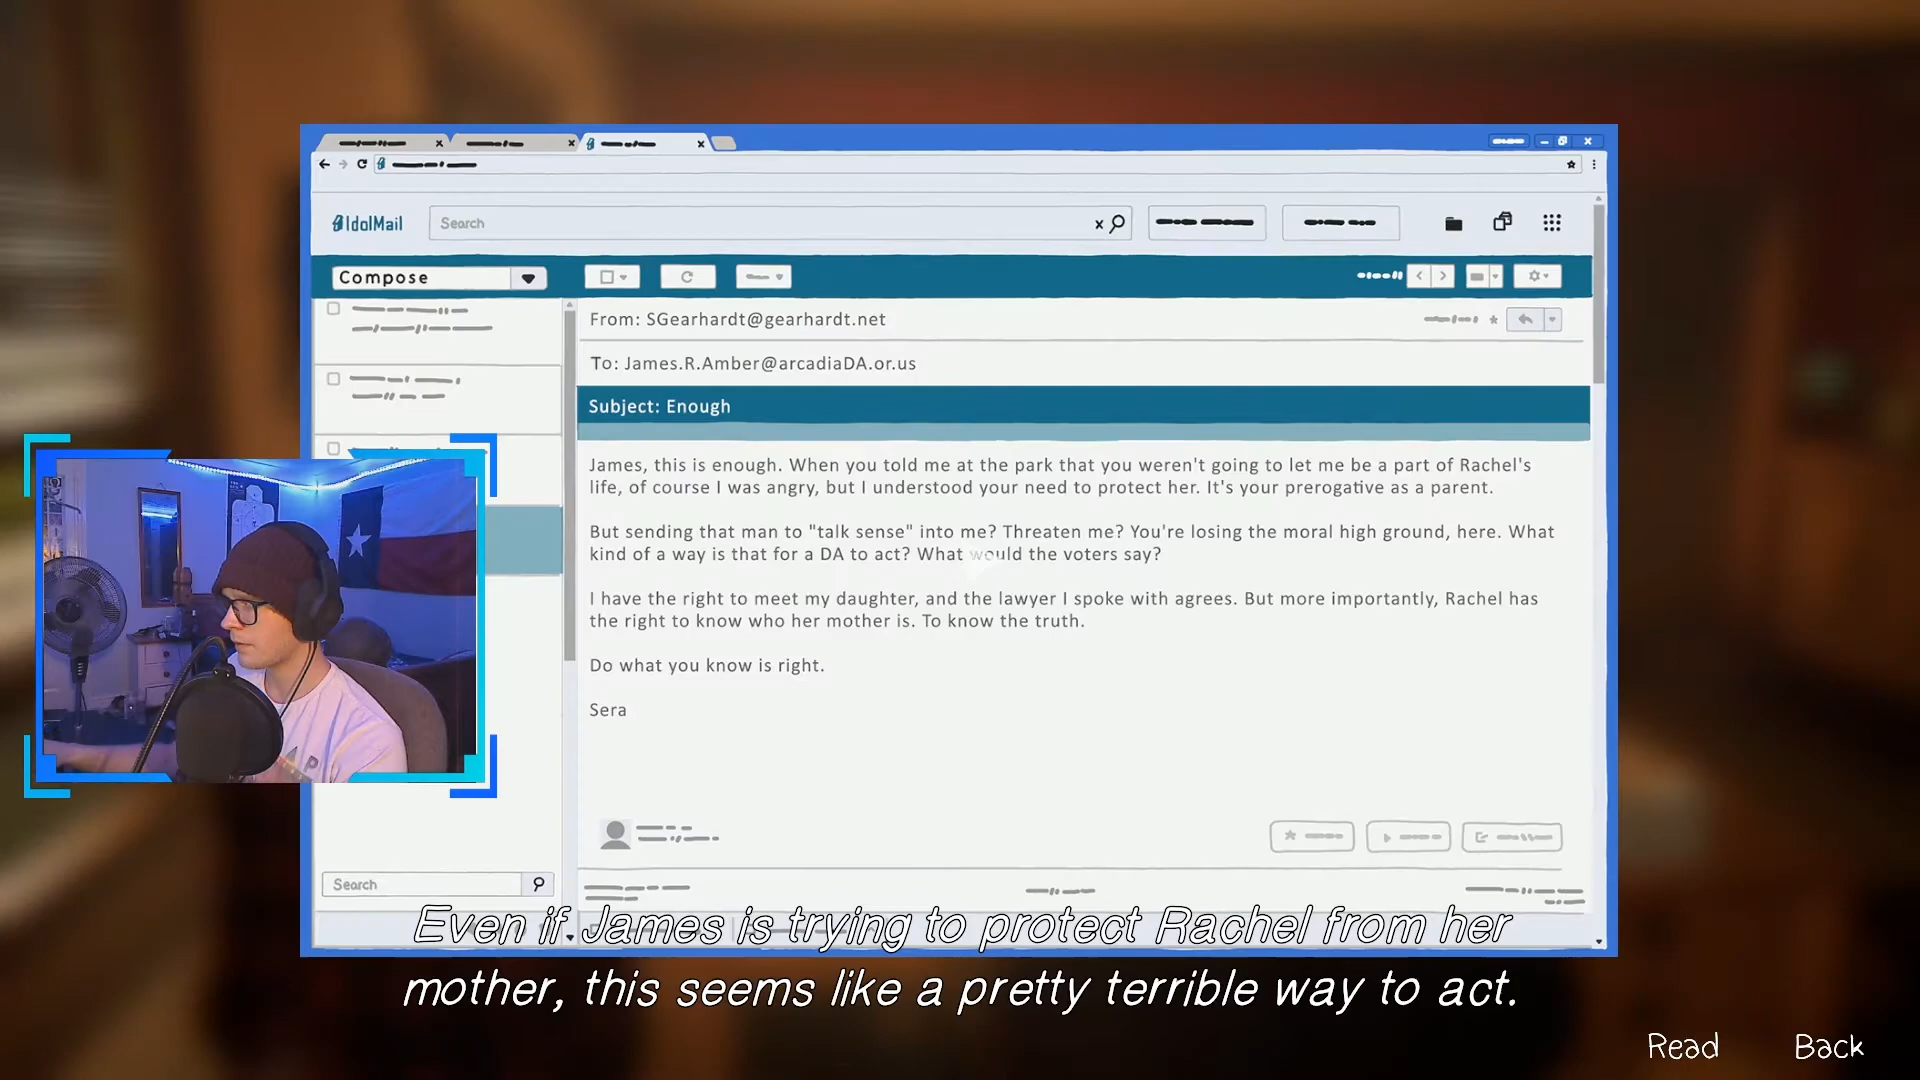 IdolMail
Search
Compose
From: SGearhardt@gearhardt.net
To: James.R.Amber@arcadiaDA.or.us
Subject: Enough
James, this is enough. When you told me at the park that you weren't going to let me be a part of Rachel's
life, of course I was angry, but I understood your need to protect her. It's your prerogative as a parent.
But sending that man to "talk sense" into me? Threaten me? You're losing the moral high ground, here. What
kind of a way is that for a DA to act? What would the voters say?
I have the right to meet my daughter, and the lawyer I spoke with agrees. But more importantly, Rachel has
the right to know who her mother is. To know the truth.
Do what you know is right.
Sera
Search
Even if James is trying to protect Rachel from her
mother, this seems like a pretty terrible way to act.
Read
Back